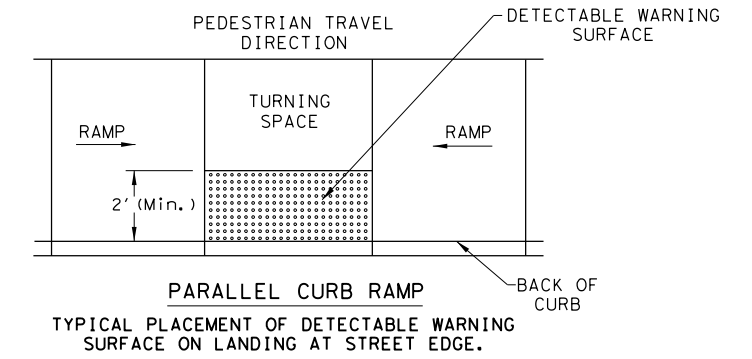 PEDESTRIAN TRAVEL
DIRECTION
DETECTABLE WARNING
SURFACE
TURNING
SPACE
RAMP
RAMP
2' (Min.)
BACK OF
CURB
PARALLEL CURB RAMP
TYPICAL PLACEMENT OF DETECTABLE WARNING
SURFACE ON LANDING AT STREET EDGE.